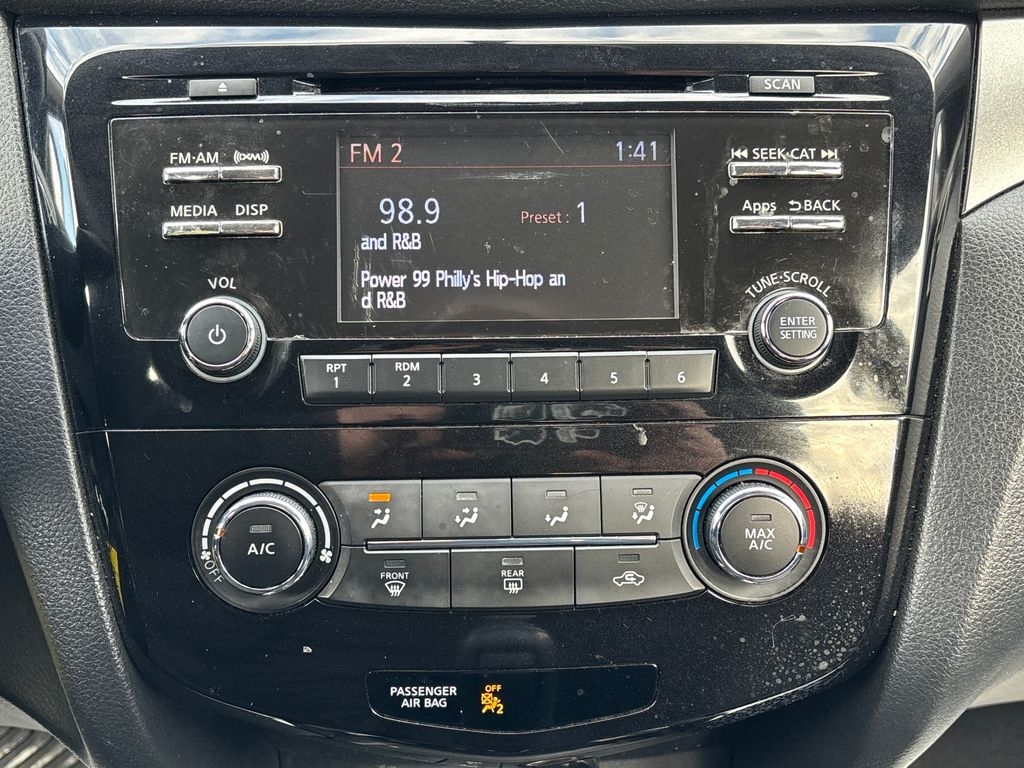 SCAN
FM·AM ((XM))
MEDIA DISP
VOL
FM 2 1:41
98.9 Preset : 1
and R&B
Power 99 Philly's Hip-Hop an
d R&B
SEEK·CAT
Apps BACK
TUNE·SCROLL
ENTER
SETTING
RPT RDM
1 2 3 4 5 6
A/C
OFF
FRONT
REAR
MAX
A/C
PASSENGER
AIR BAG
OFF
2